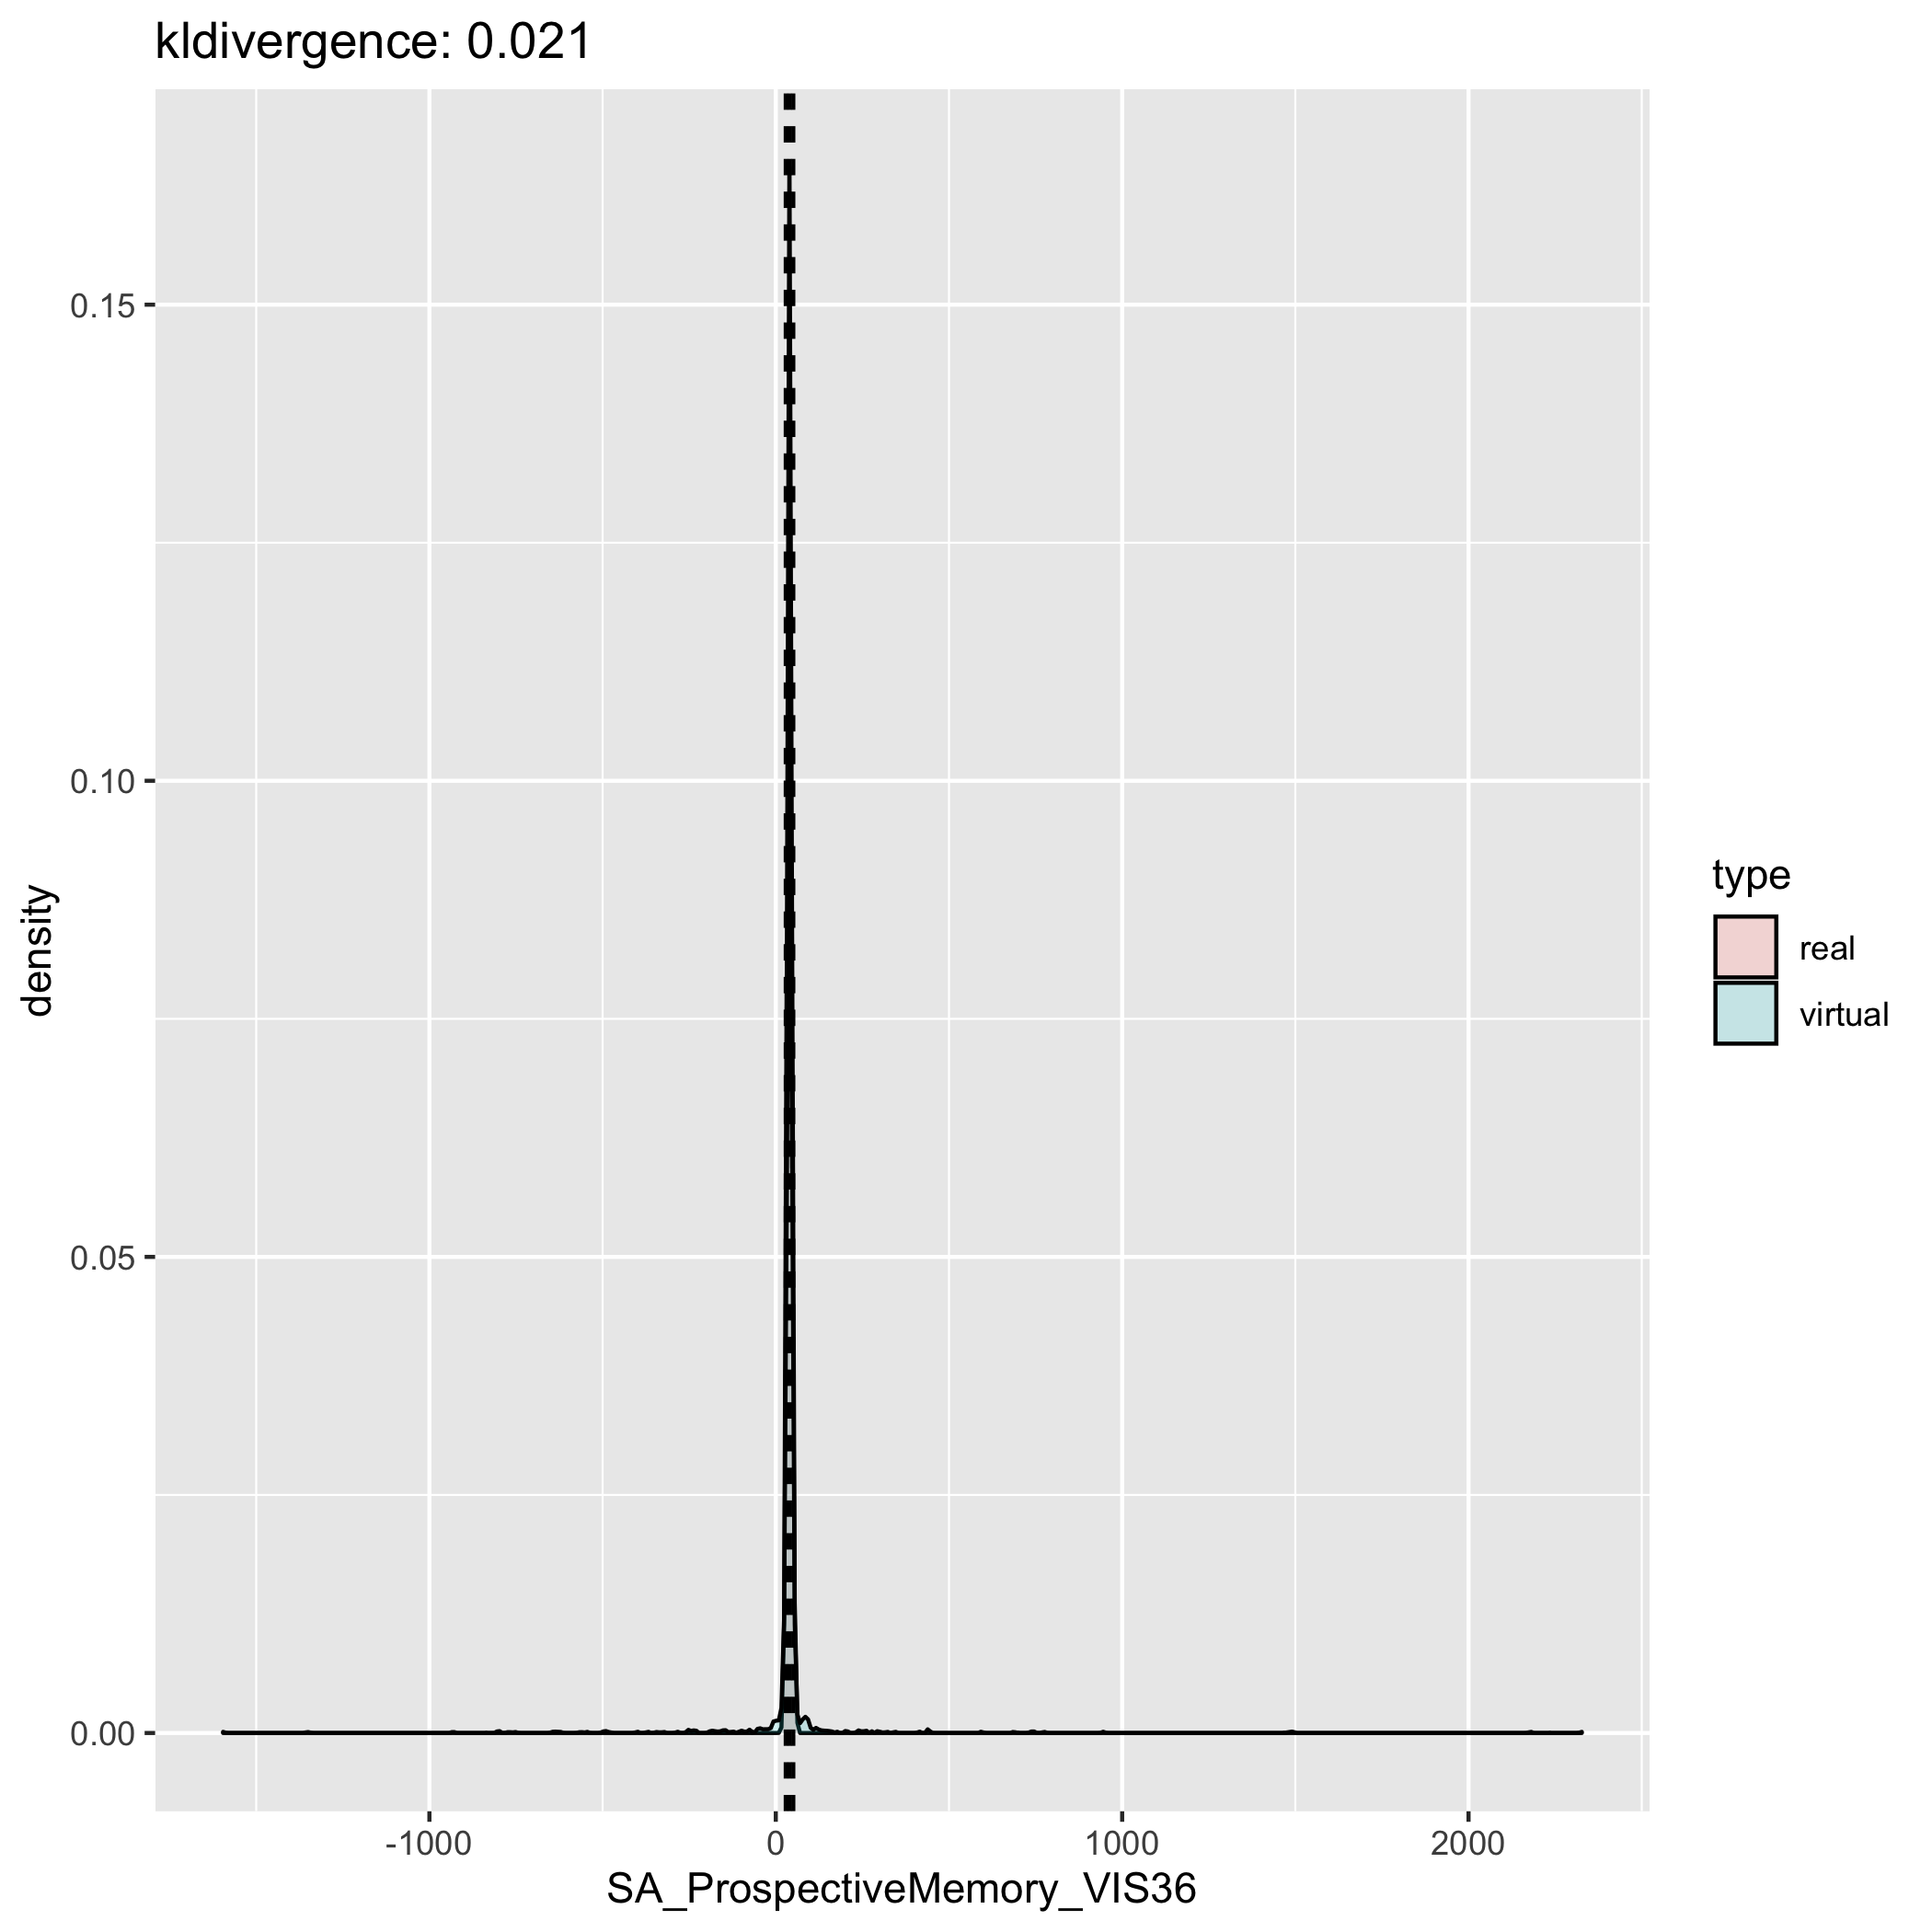 kldivergence: 0.021
0.15
0.10
0.05
0.00
density
-1000
0
1000
2000
SA_ProspectiveMemory_VIS36
type
real
virtual